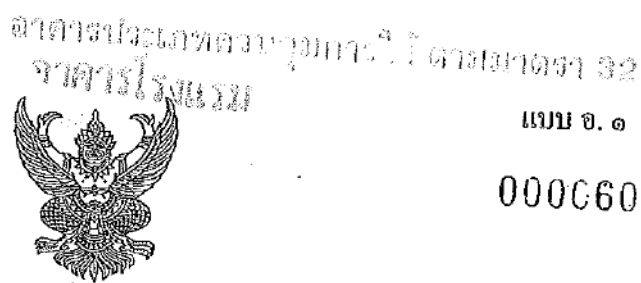 อาคารประเภทควบคุมการใช้ ตามมาตรา 32
อาคารโรงแรม
แบบ อ. ๑
000060